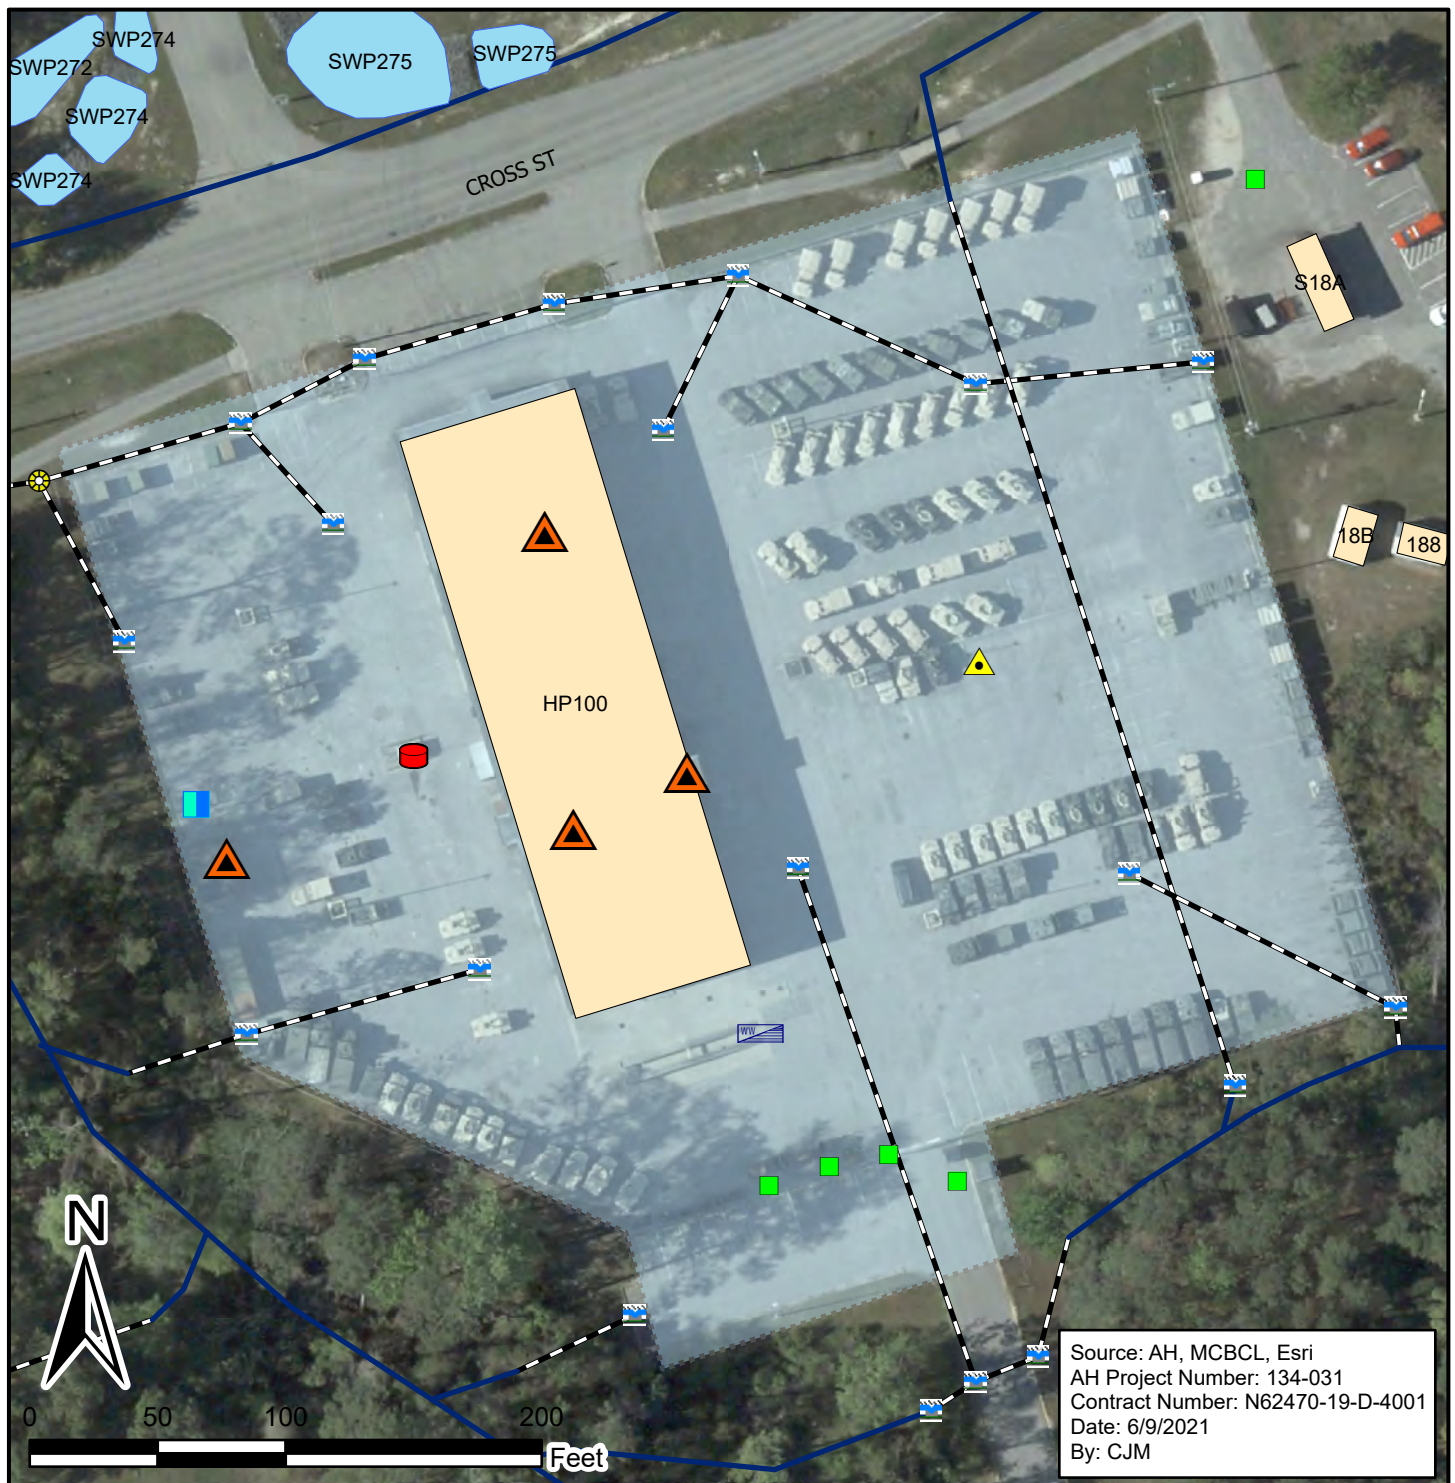 SWP274
SWP272
SWP275
SWP275
SWP274
SWP274
CROSS ST
S18A
18B
188
HP100
WW
N
0 50 100 200
Feet
Source: AH, MCBCL, Esri
AH Project Number: 134-031
Contract Number: N62470-19-D-4001
Date: 6/9/2021
By: CJM